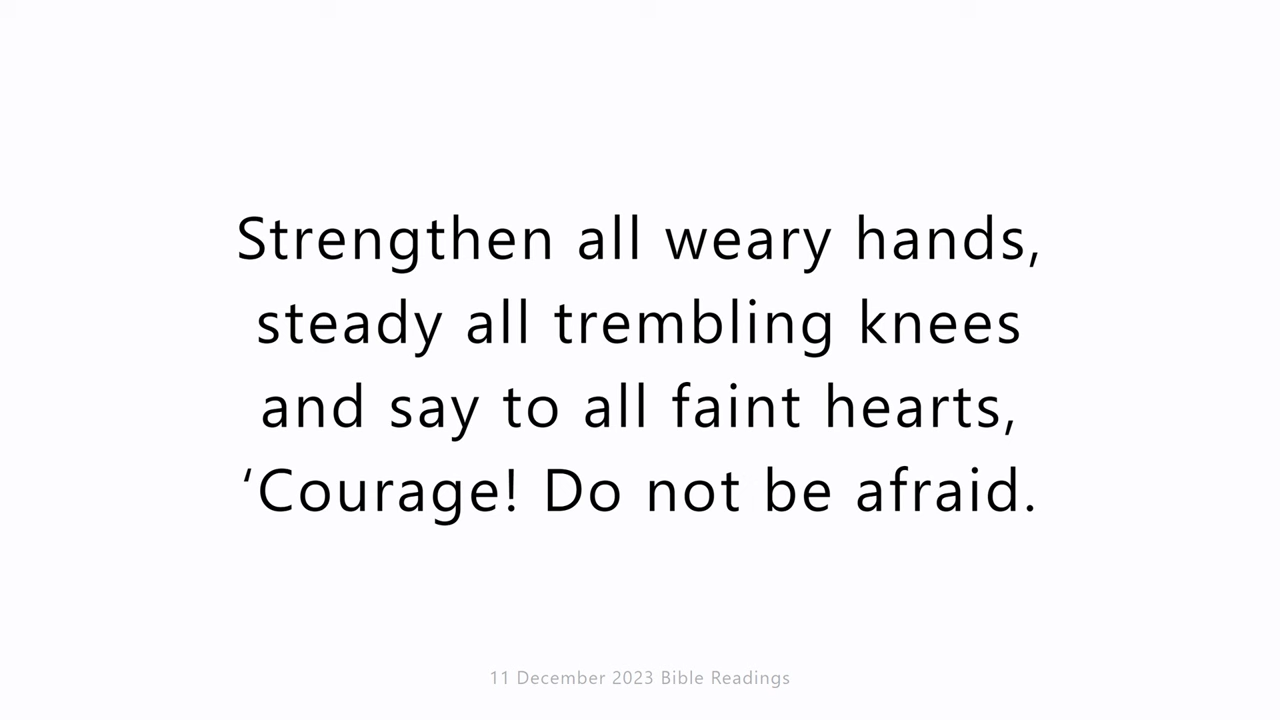 Strengthen all weary hands,
steady all trembling knees
and say to all faint hearts,
‘Courage! Do not be afraid.
11 December 2023 Bible Readings